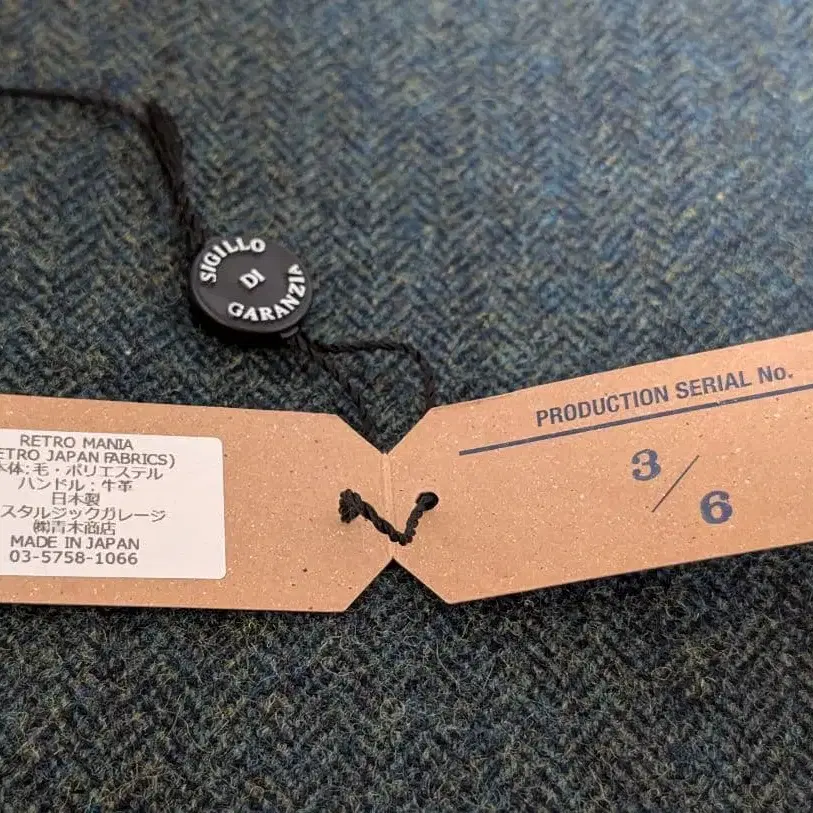 SIGILLO
DI
GARANZIA
RETRO MANIA
ETRO JAPAN FABRICS)
体:毛・ポリエステル
ハンドル:牛革
日本製
スタルジックガレージ
㈱青木商店
MADE IN JAPAN
03-5758-1066
PRODUCTION SERIAL No.
3/6